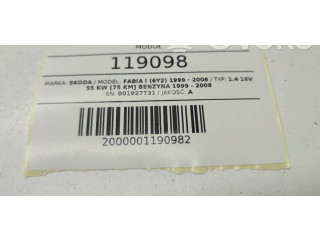 MODUŁ
119098
MARKA: SKODA / MODEL: FABIA I (6Y2) 1999 - 2008 / TYP: 1.4 16V
55 KW [75 KM] BENZYNA 1999 - 2008
SN: 001927731 / JAKOŚĆ: A
2000001190982